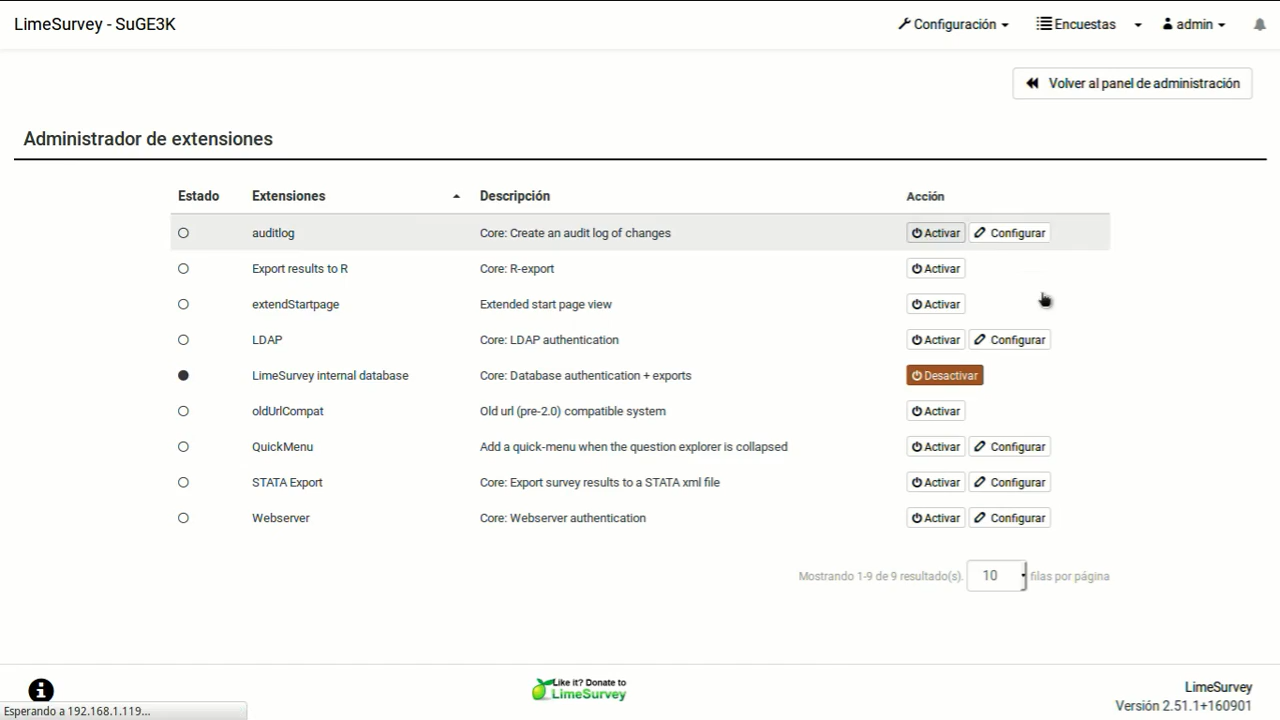 LimeSurvey - SuGE3K
Configuración
Encuestas
admin
Volver al panel de administración
Administrador de extensiones
Estado Extensiones Descripción Acción
auditlog Core: Create an audit log of changes Activar Configurar
Export results to R Core: R-export Activar
extendStartpage Extended start page view Activar
LDAP Core: LDAP authentication Activar Configurar
LimeSurvey internal database Core: Database authentication + exports Desactivar
oldUrlCompat Old url (pre-2.0) compatible system Activar
QuickMenu Add a quick-menu when the question explorer is collapsed Activar Configurar
STATA Export Core: Export survey results to a STATA xml file Activar Configurar
Webserver Core: Webserver authentication Activar Configurar
Mostrando 1-9 de 9 resultado(s). 10 filas por página
Like it? Donate to
LimeSurvey
LimeSurvey
Versión 2.51.1+160901
Esperando a 192.168.1.119...